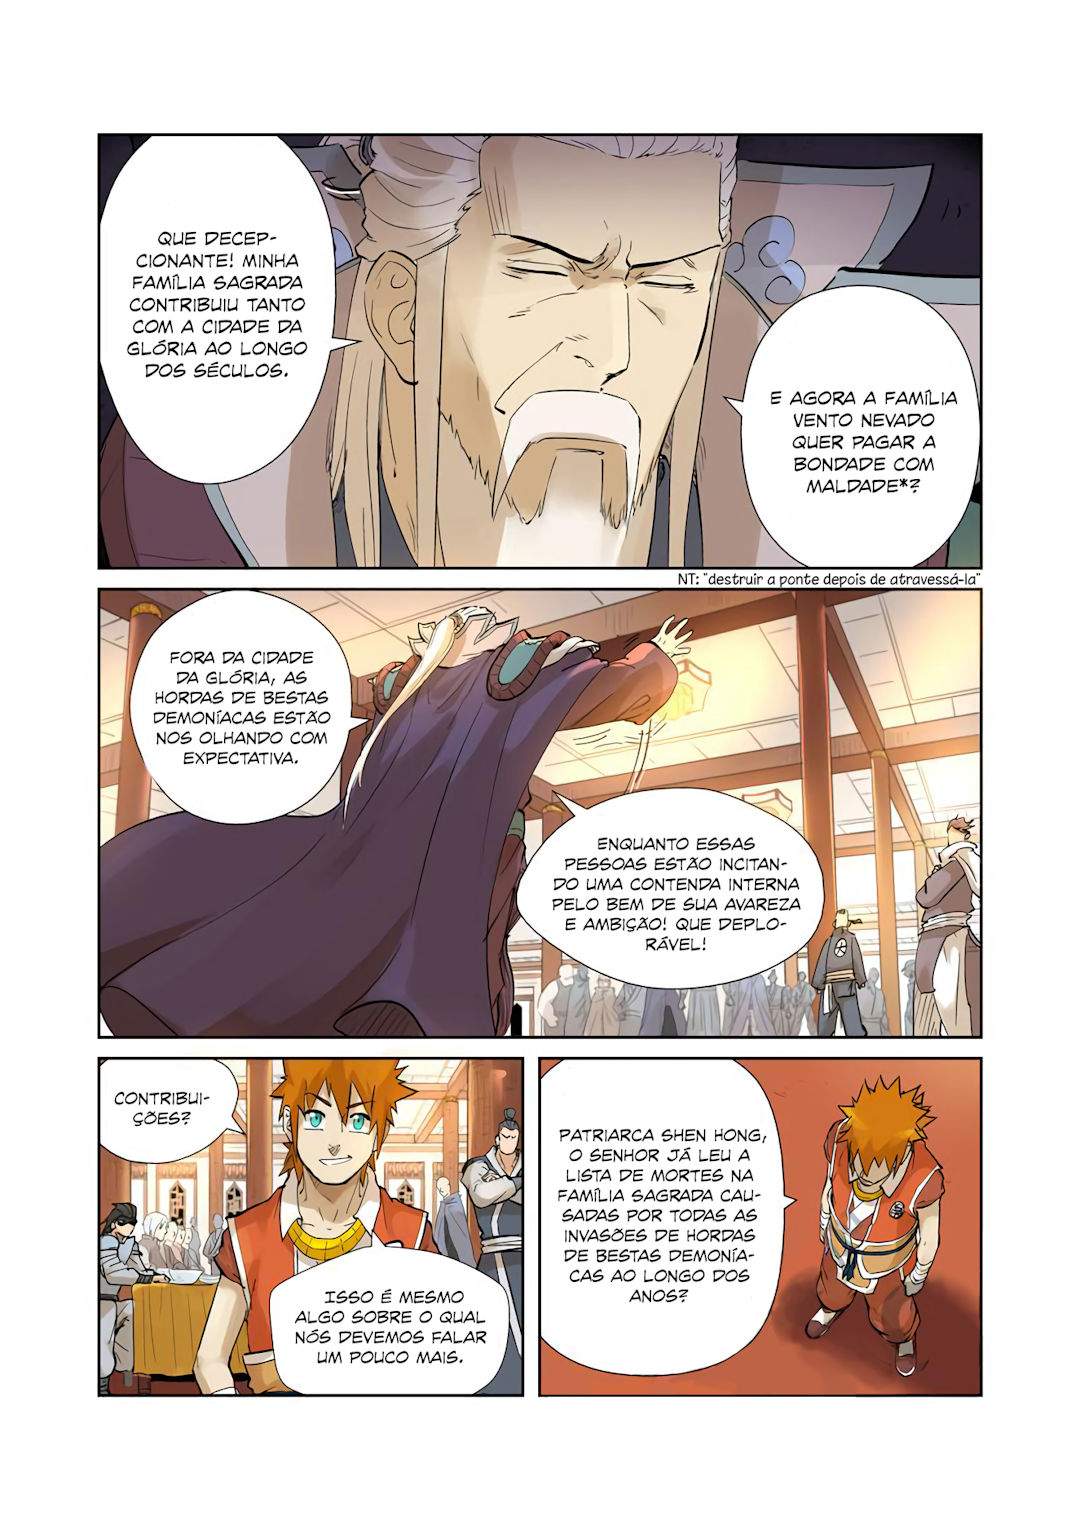 QUE DECEP-
CIONANTE! MINHA
FAMÍLIA SAGRADA
CONTRIBUIU TANTO
COM A CIDADE DA
GLÓRIA AO LONGO
DOS SÉCULOS.
E AGORA A FAMÍLIA
VENTO NEVADO
QUER PAGAR A
BONDADE COM
MALDADE*?
NT: "destruir a ponte depois de atravessá-la"
FORA DA CIDADE
DA GLÓRIA, AS
HORDAS DE BESTAS
DEMONÍACAS ESTÃO
NOS OLHANDO COM
EXPECTATIVA.
ENQUANTO ESSAS
PESSOAS ESTÃO INCITAN-
DO UMA CONTENDA INTERNA
PELO BEM DE SUA AVAREZA
E AMBIÇÃO! QUE DEPLO-
RÁVEL!
CONTRIBUI-
ÇÕES?
ISSO É MESMO
ALGO SOBRE O QUAL
NÓS DEVEMOS FALAR
UM POUCO MAIS.
PATRIARCA SHEN HONG,
O SENHOR JÁ LEU A
LISTA DE MORTES NA
FAMÍLIA SAGRADA CAU-
SADAS POR TODAS AS
INVASÕES DE HORDAS
DE BESTAS DEMONÍA-
CAS AO LONGO DOS
ANOS?